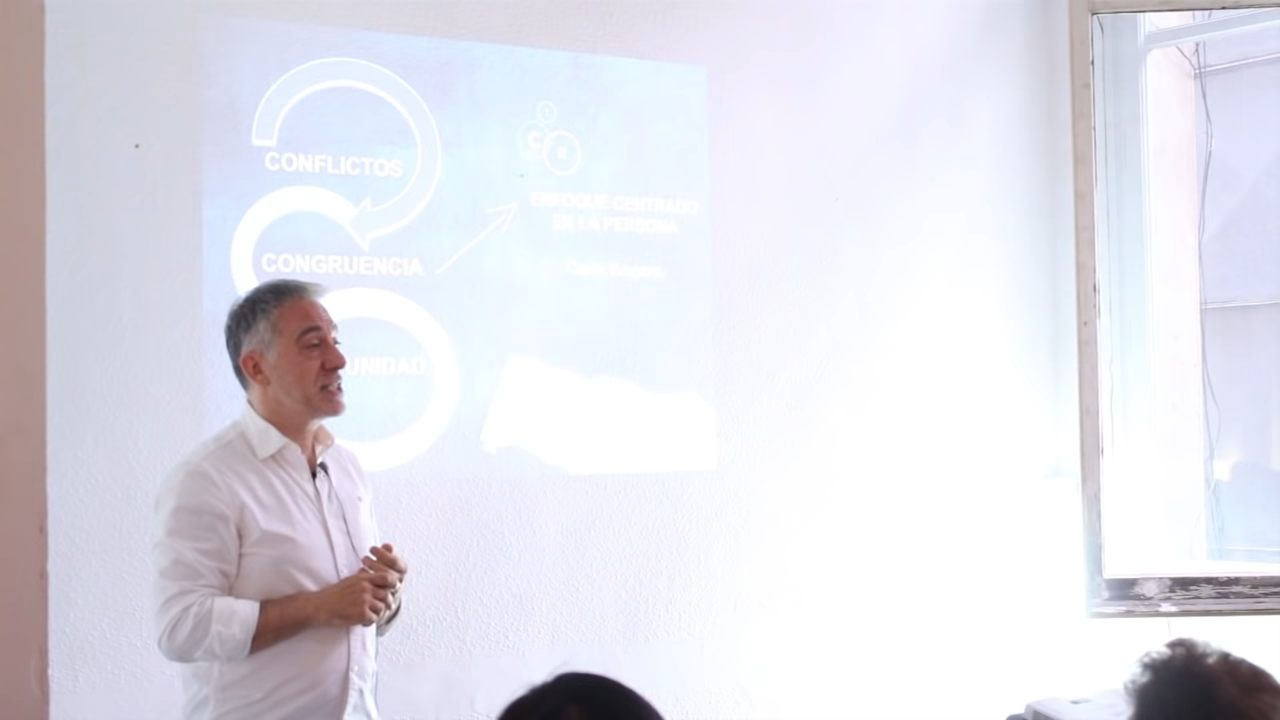 CONFLICTOS
C R
ENFOQUE CENTRADO
EN LA PERSONA
CONGRUENCIA
UNIDAD